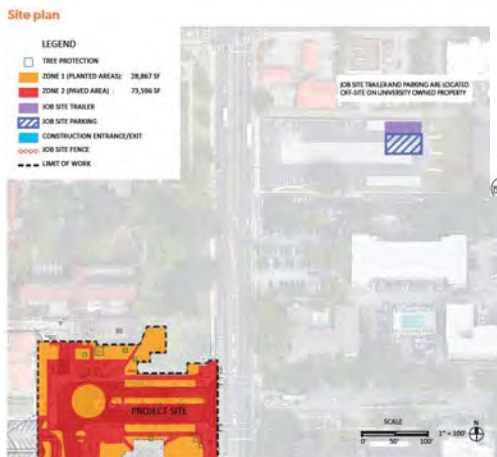 Site plan
LEGEND
TREE PROTECTION
ZONE 1 (PLANTED AREAS): 28,867 SF
ZONE 2 (PAVED AREA) : 73,596 SF
JOB SITE TRAILER
JOB SITE PARKING
CONSTRUCTION ENTRANCE/EXIT
JOB SITE FENCE
LIMIT OF WORK
JOB SITE TRAILER AND PARKING ARE LOCATED
OFF-SITE ON UNIVERSITY OWNED PROPERTY
PROJECT SITE
SCALE
N
1" = 100'
0' 50' 100'